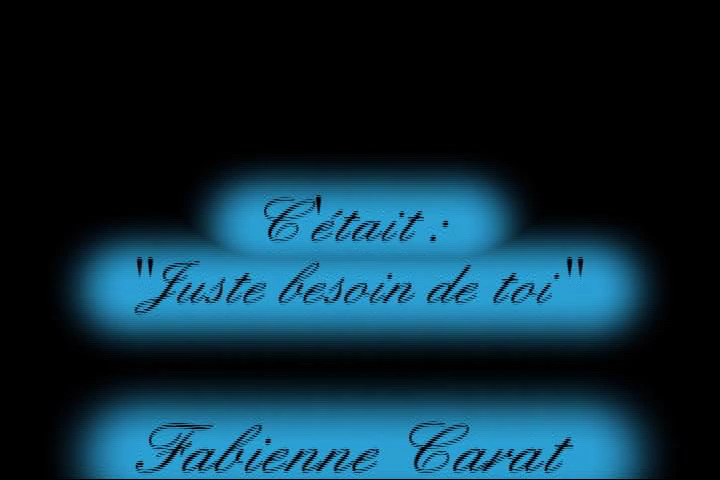 C'était :
"Juste besoin de toi"
Fabienne Carat